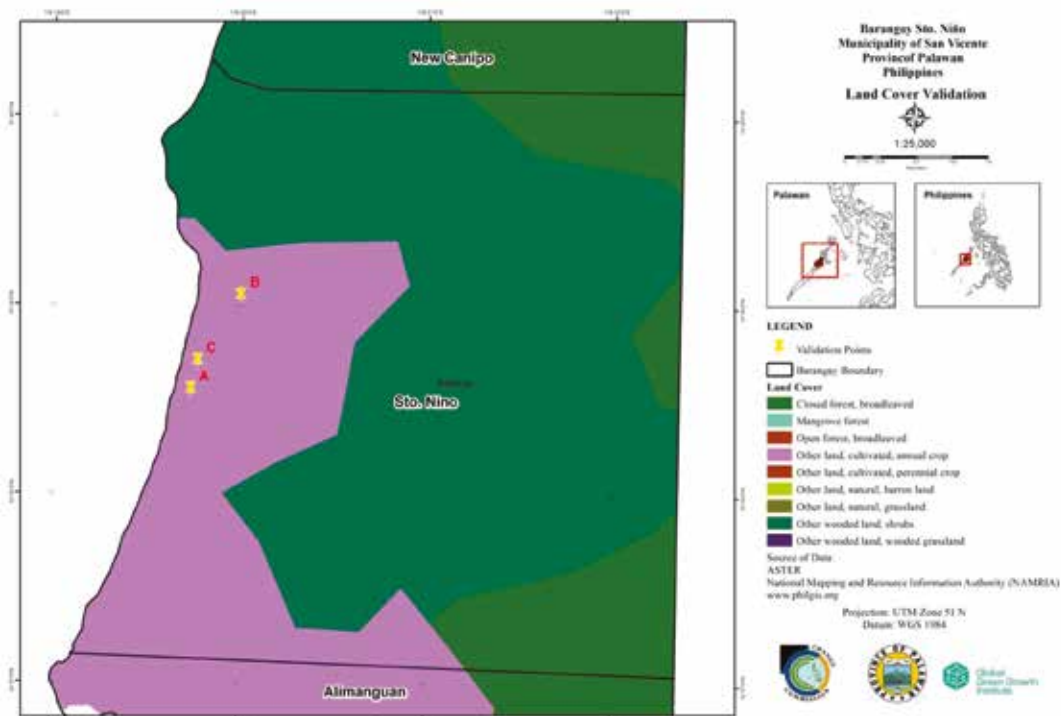 New Canipo
B
C
A
Sto. Nino
Alimanguan
Barangay Sto. Niño
Municipality of San Vicente
Provincof Palawan
Philippines
Land Cover Validation
1:25,000
Palawan
Philippines
LEGEND
Validation Points
Barangay Boundary
Land Cover
Closed forest, broadleaved
Mangrove forest
Open forest, broadleaved
Other land, cultivated, annual crop
Other land, cultivated, perennial crop
Other land, natural, barren land
Other land, natural, grassland
Other wooded land, shrubs
Other wooded land, wooded grassland
Source of Data:
ASTER
National Mapping and Resource Information Authority (NAMRIA)
www.philgis.org
Projection: UTM Zone 51 N
Datum: WGS 1984
PROVINCE OF PALAWAN
Global
Green Growth
Institute